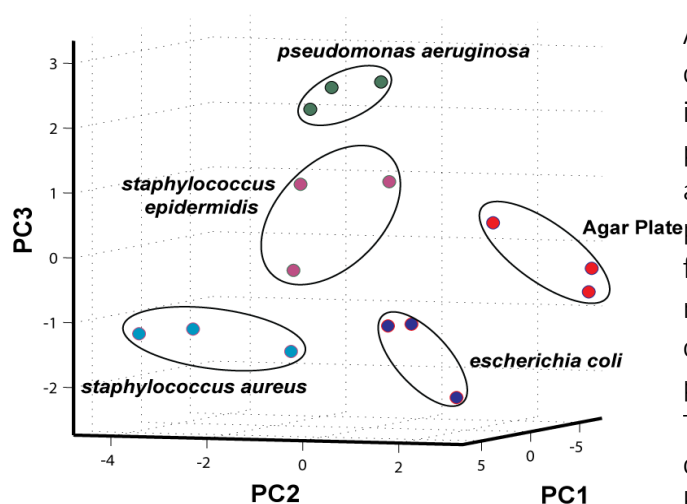 pseudomonas aeruginosa
staphylococcus
epidermidis
Agar Plate
escherichia coli
staphylococcus aureus
PC3
3
2
1
0
-1
-2
-4
-2
0
2
5
0
-5
PC2
PC1